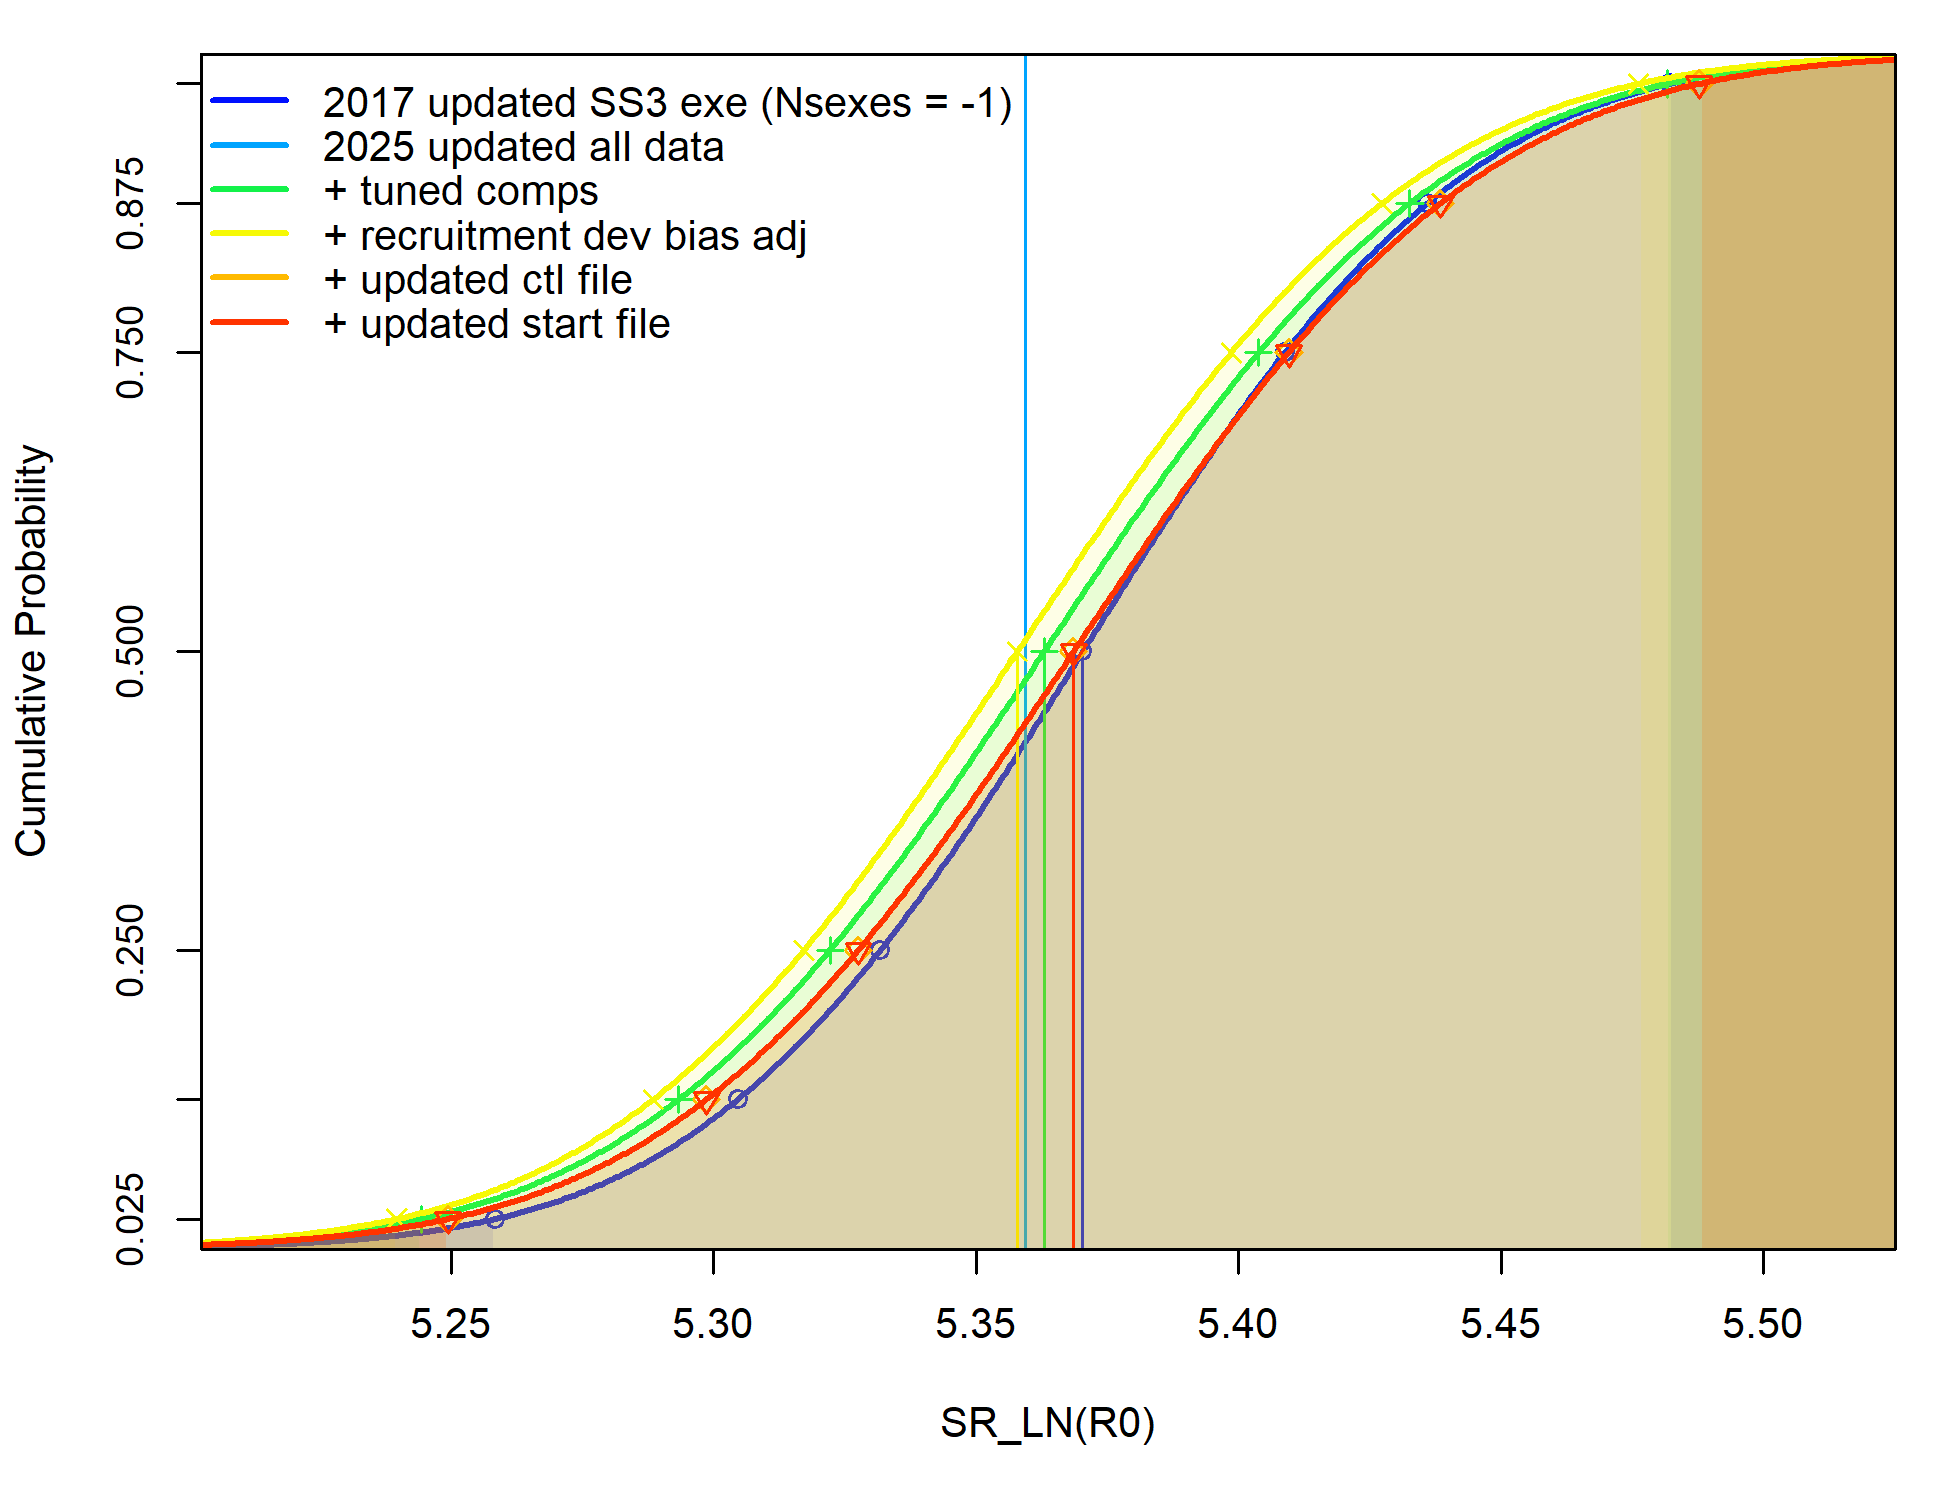 2017 updated SS3 exe (Nsexes = -1)
2025 updated all data
+ tuned comps
+ recruitment dev bias adj
+ updated ctl file
+ updated start file
Cumulative Probability
0.875
0.750
0.500
0.250
0.025
5.25 5.30 5.35 5.40 5.45 5.50
SR_LN(R0)